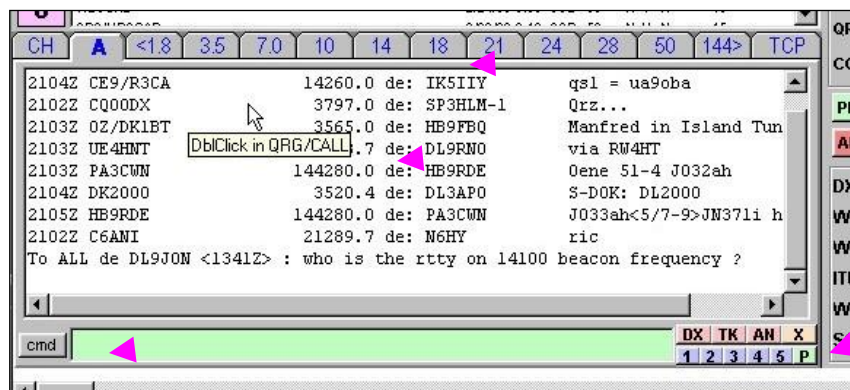 CH A <1.8 3.5 7.0 10 14 18 21 24 28 50 144> TCP
2104Z CE9/R3CA 14260.0 de: IK5IIY qsl = ua9oba
2102Z CQ00DX 3797.0 de: SP3HLM-1 Qrz...
2103Z OZ/DK1BT 3565.0 de: HB9FBQ Manfred in Island Tun
2103Z UE4HNT .7 de: DL9RNO via RW4HT
DblClick in QRG/CALL
2103Z PA3CWN 144280.0 de: HB9RDE Oene 51-4 JO32ah
2104Z DK2000 3520.4 de: DL3APO S-DOK: DL2000
2105Z HB9RDE 144280.0 de: PA3CWN JO33ah<5/7-9>JN37li h
2102Z C6ANI 21289.7 de: N6HY ric
To ALL de DL9JON <1341Z> : who is the rtty on 14100 beacon frequency ?
cmd DX TK AN X
1 2 3 4 5 P